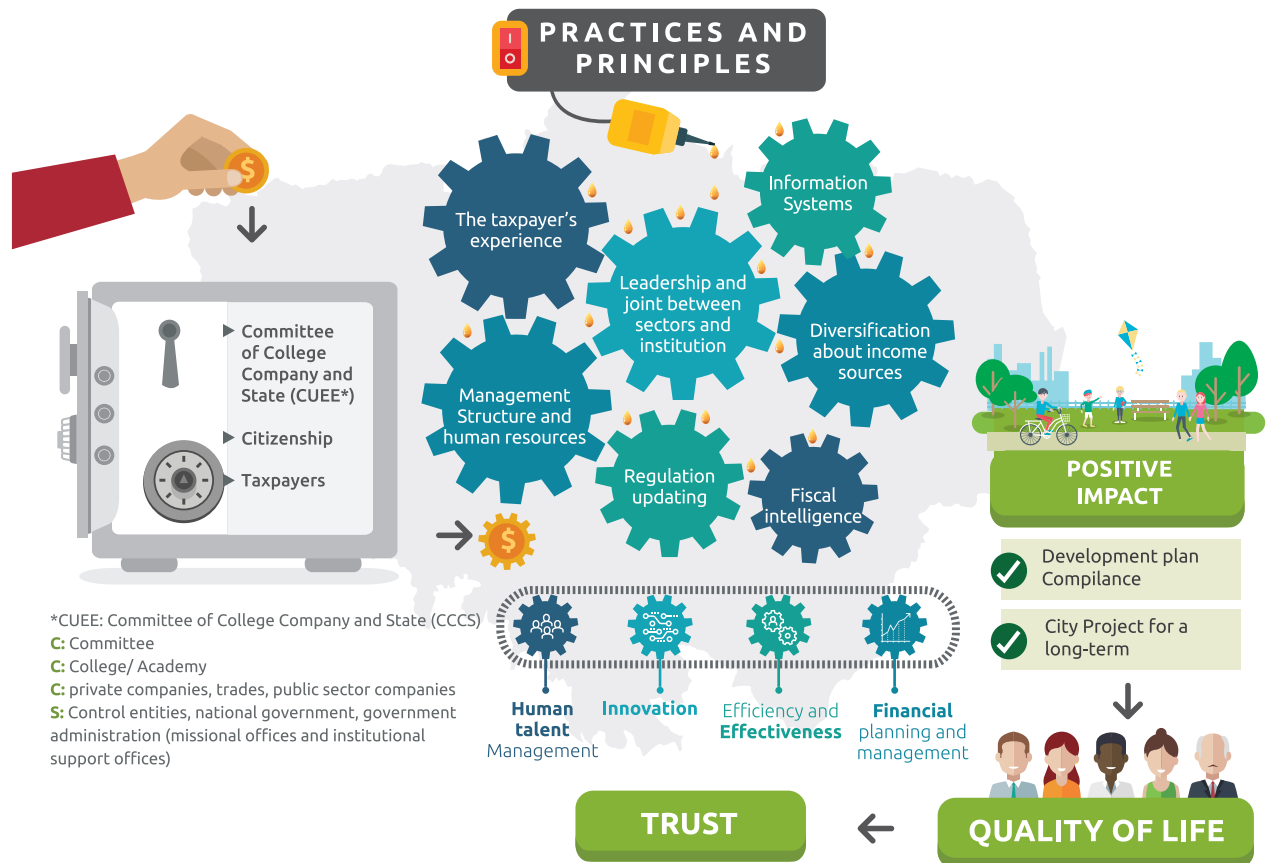 PRACTICES AND
PRINCIPLES
$
The taxpayer's
experience
Information
Systems
Leadership and
joint between
sectors and
institution
Diversification
about income
sources
Management
Structure and
human resources
Regulation
updating
Fiscal
intelligence
Committee
of College
Company and
State (CUEE*)
Citizenship
Taxpayers
$
*CUEE: Committee of College Company and State (CCCS)
C: Committee
C: College/ Academy
C: private companies, trades, public sector companies
S: Control entities, national government, government
administration (missional offices and institutional
support offices)
Human
talent
Management
Innovation
Efficiency and
Effectiveness
Financial
planning and
management
POSITIVE
IMPACT
Development plan
Compilance
City Project for a
long-term
QUALITY OF LIFE
TRUST